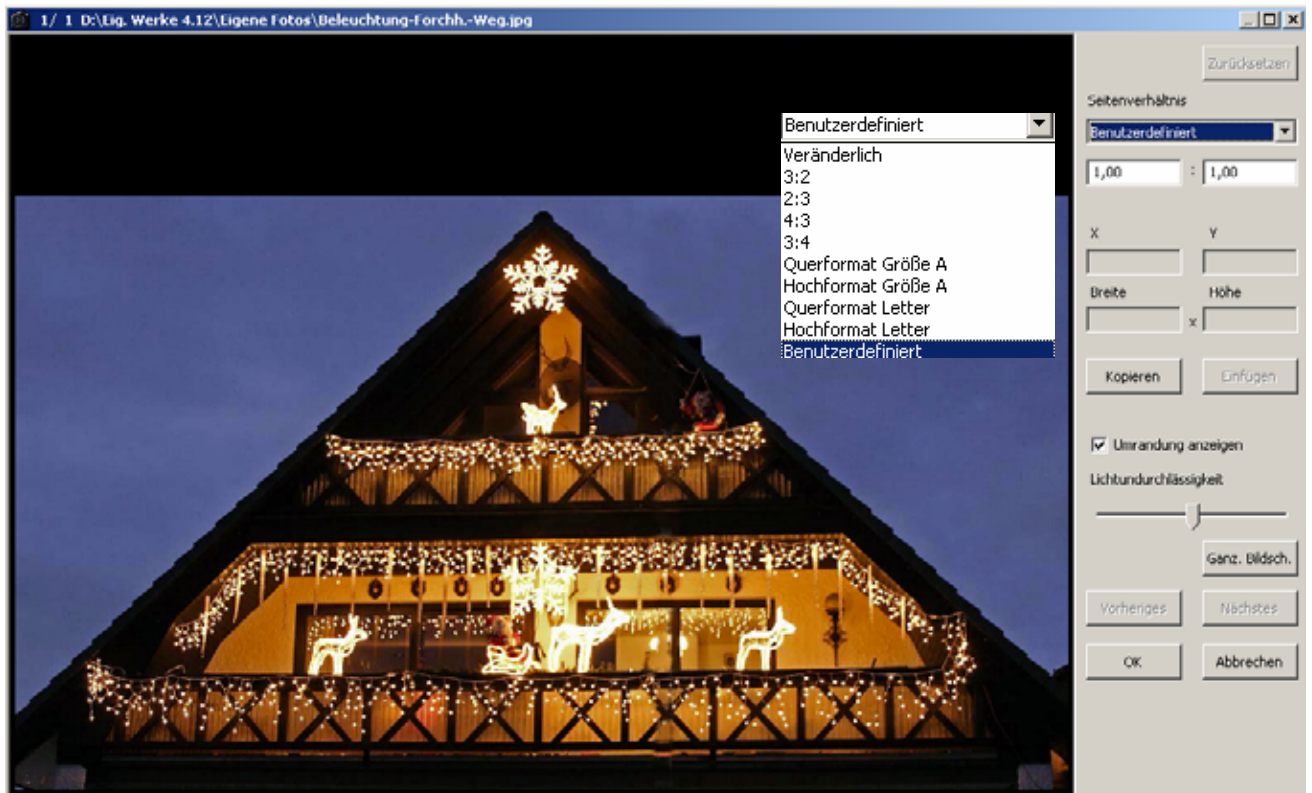 1/ 1 D:\Eig. Werke 4.12\Eigene Fotos\Beleuchtung-Forchh.-Weg.jpg
Zurücksetzen
Seitenverhältnis
Benutzerdefiniert
1,00 : 1,00
X Y
Breite Höhe
x
Kopieren Einfügen
Umrandung anzeigen
Lichtundurchlässigkeit
Ganz. Bildsch.
Vorheriges Nächstes
OK Abbrechen
Benutzerdefiniert
Veränderlich
3:2
2:3
4:3
3:4
Querformat Größe A
Hochformat Größe A
Querformat Letter
Hochformat Letter
Benutzerdefiniert